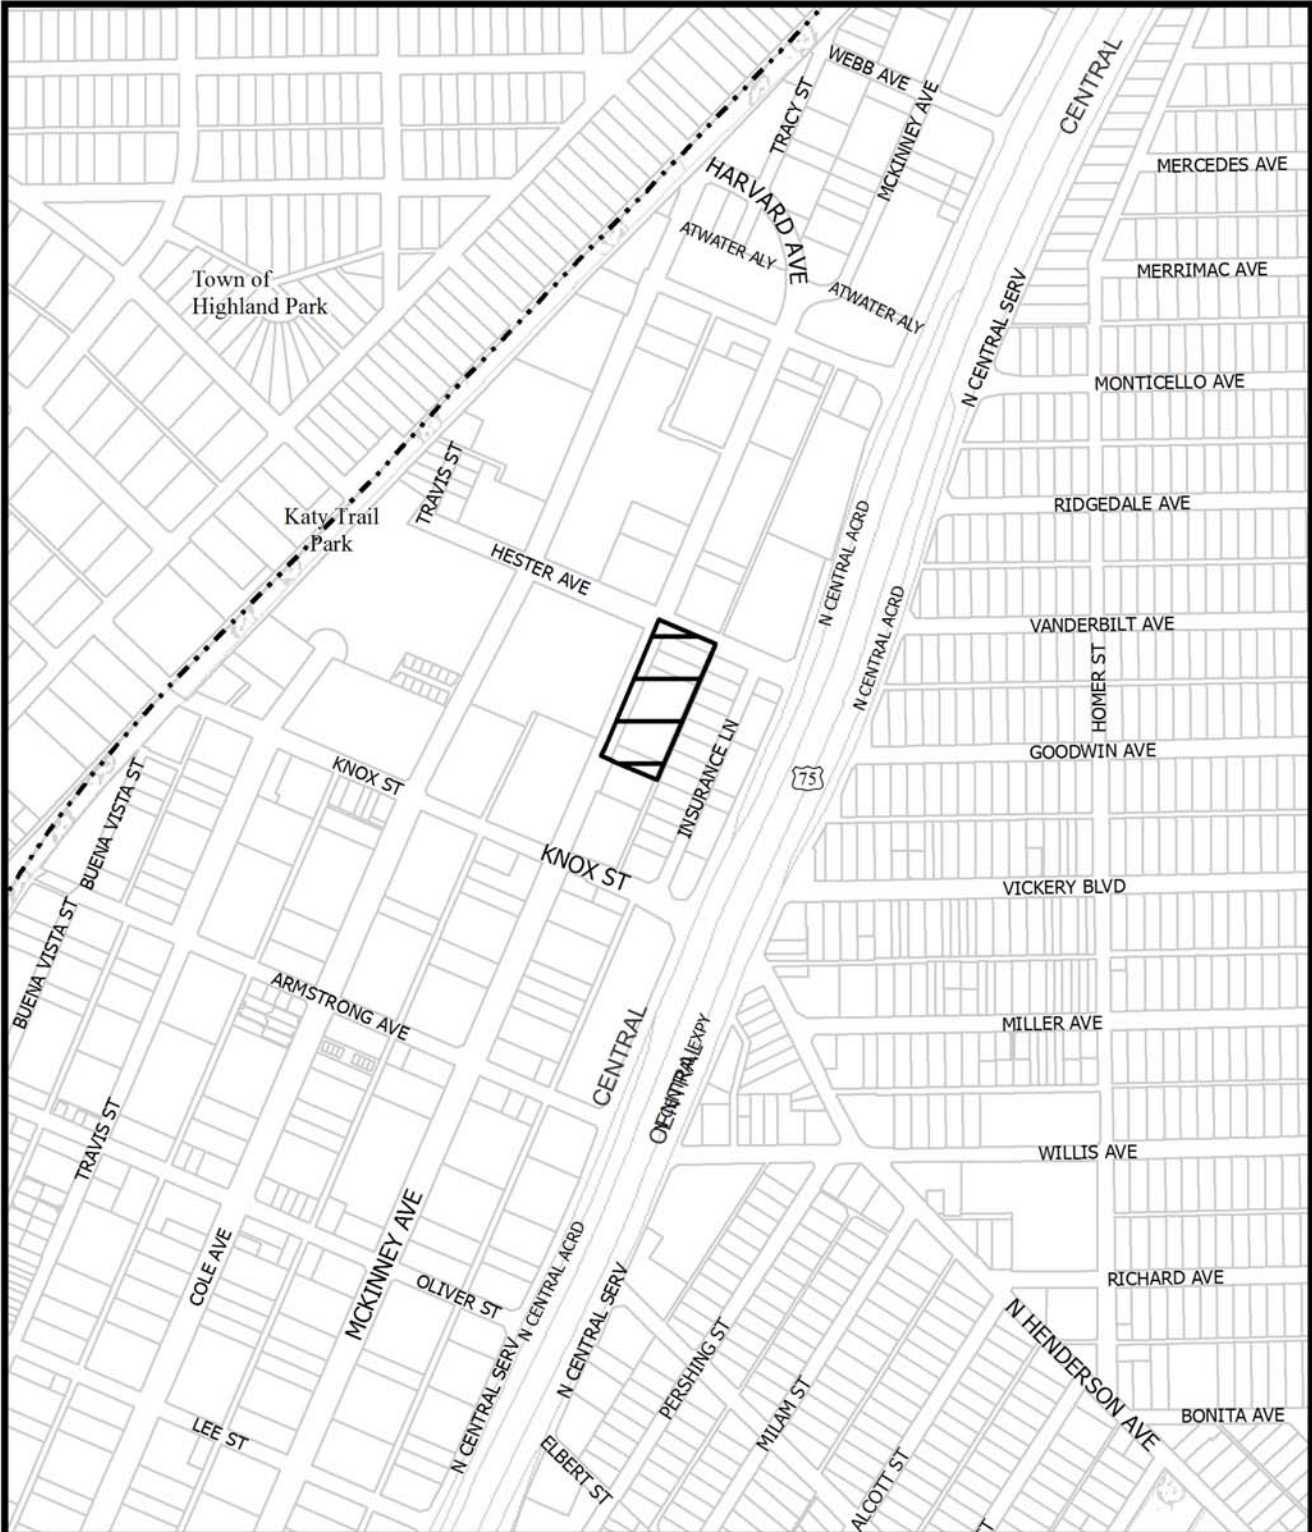 WEBB AVE
CENTRAL
TRACY ST
MCKINNEY AVE
HARVARD AVE
MERCEDES AVE
ATWATER ALY
MERRIMAC AVE
Town of
Highland Park
ATWATER ALY
N CENTRAL SERV
MONTICELLO AVE
TRAVIS ST
RIDGEDALE AVE
Katy Trail
Park
HESTER AVE
N CENTRAL ACRD
N CENTRAL ACRD
VANDERBILT AVE
HOMER ST
GOODWIN AVE
INSURANCE LN
75
KNOX ST
BUENA VISTA ST
KNOX ST
VICKERY BLVD
BUENA VISTA ST
ARMSTRONG AVE
MILLER AVE
CENTRAL
CENTRAL
N CENTRAL EXPY
TRAVIS ST
WILLIS AVE
COLE AVE
MCKINNEY AVE
OLIVER ST
N CENTRAL ACRD
N CENTRAL SERV
RICHARD AVE
N CENTRAL SERV
PERSHING ST
MILAM ST
N HENDERSON AVE
BONITA AVE
LEE ST
ELBERT ST
ALCOTT ST